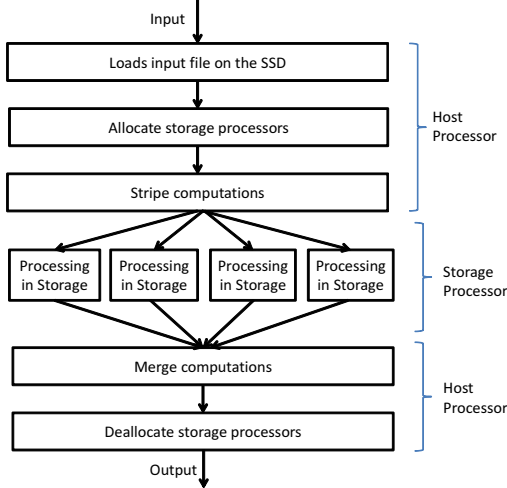 Input
Loads input file on the SSD
Allocate storage processors
Host
Processor
Stripe computations
Processing
in Storage
Processing
in Storage
Processing
in Storage
Processing
in Storage
Storage
Processor
Merge computations
Host
Processor
Deallocate storage processors
Output